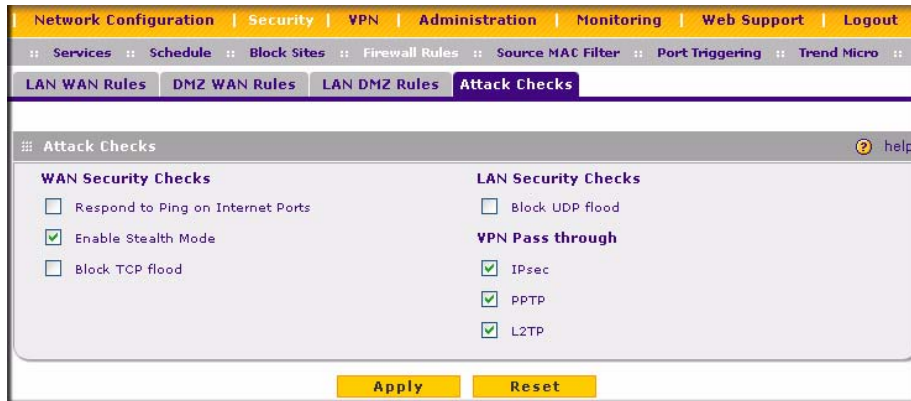 Network Configuration | Security | VPN | Administration | Monitoring | Web Support | Logout
:: Services :: Schedule :: Block Sites :: Firewall Rules :: Source MAC Filter :: Port Triggering :: Trend Micro ::
LAN WAN Rules DMZ WAN Rules LAN DMZ Rules Attack Checks
Attack Checks help
WAN Security Checks
Respond to Ping on Internet Ports
Enable Stealth Mode
Block TCP flood
LAN Security Checks
Block UDP flood
VPN Pass through
IPsec
PPTP
L2TP
Apply Reset